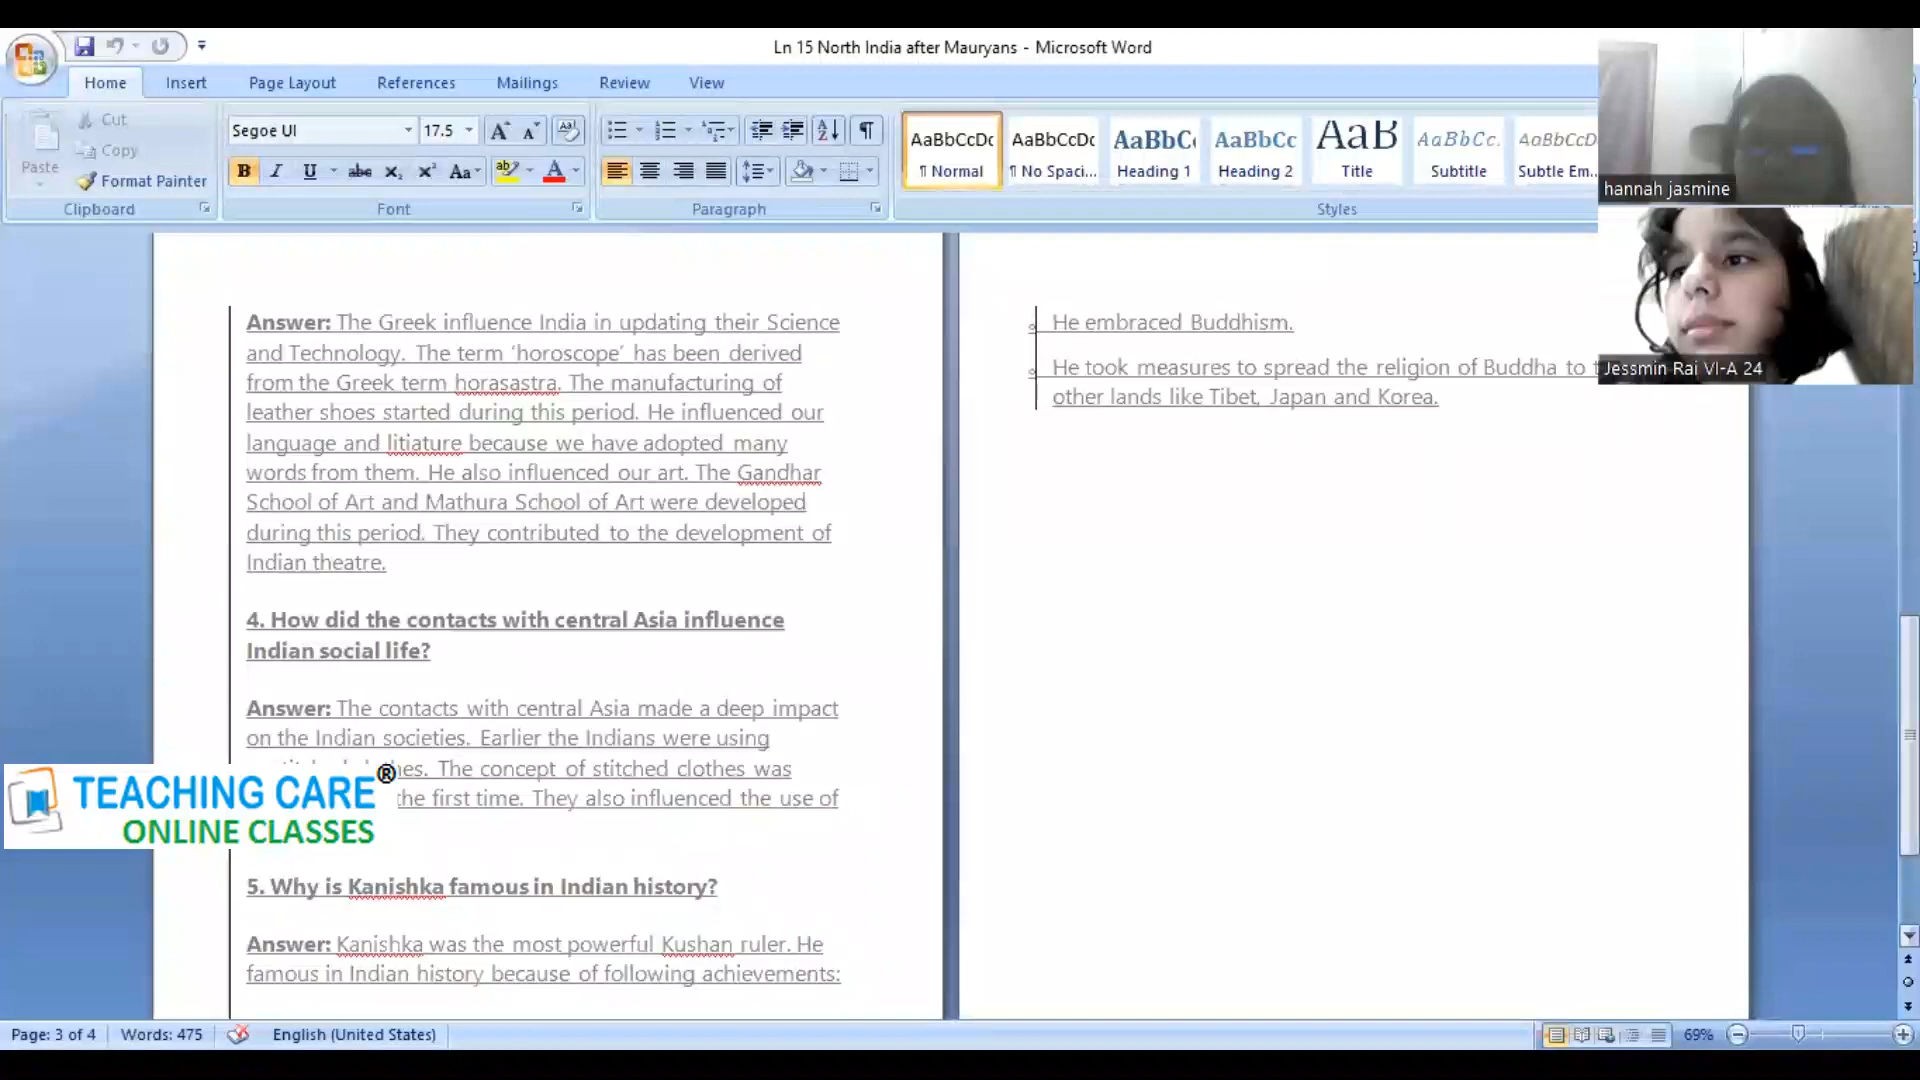 Ln 15 North India after Mauryans - Microsoft Word
Home Insert Page Layout References Mailings Review View
Paste
Cut
Copy
Format Painter
Clipboard
Segoe UI 17.5
Font
Paragraph
AaBbCcDc AaBbCcDc AaBbC AaBbCc AaB AaBbCc. AaBbCcD
¶ Normal ¶ No Spaci... Heading 1 Heading 2 Title Subtitle Subtle Em...
Styles
hannah jasmine
Jessmin Rai VI-A 24
Answer: The Greek influence India in updating their Science
and Technology. The term ‘horoscope’ has been derived
from the Greek term horasastra. The manufacturing of
leather shoes started during this period. He influenced our
language and litiature because we have adopted many
words from them. He also influenced our art. The Gandhar
School of Art and Mathura School of Art were developed
during this period. They contributed to the development of
Indian theatre.
4. How did the contacts with central Asia influence
Indian social life?
Answer: The contacts with central Asia made a deep impact
on the Indian societies. Earlier the Indians were using
The concept of stitched clothes was
the first time. They also influenced the use of
5. Why is Kanishka famous in Indian history?
Answer: Kanishka was the most powerful Kushan ruler. He
famous in Indian history because of following achievements:
He embraced Buddhism.
He took measures to spread the religion of Buddha to
other lands like Tibet, Japan and Korea.
TEACHING CARE®
ONLINE CLASSES
Page: 3 of 4 Words: 475 English (United States) 69%